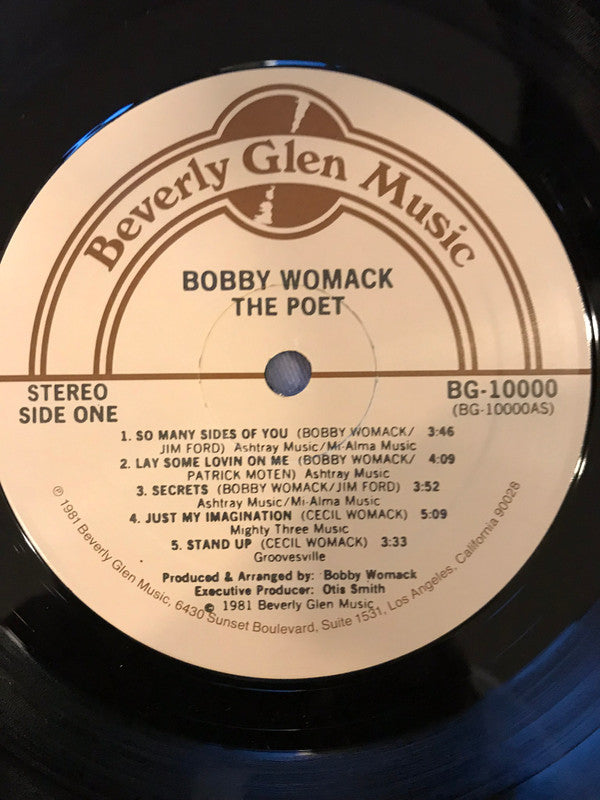 Beverly Glen Music
BOBBY WOMACK
THE POET
STEREO
SIDE ONE
BG-10000
(BG-10000AS)
1. SO MANY SIDES OF YOU (BOBBY WOMACK/ 3:46
JIM FORD) Ashtray Music/Mi-Alma Music
2. LAY SOME LOVIN ON ME (BOBBY WOMACK/ 4:09
PATRICK MOTEN) Ashtray Music
3. SECRETS (BOBBY WOMACK/JIM FORD) 3:52
Ashtray Music/Mi-Alma Music
4. JUST MY IMAGINATION (CECIL WOMACK) 5:09
Mighty Three Music
5. STAND UP (CECIL WOMACK) 3:33
Groovesville
Produced & Arranged by: Bobby Womack
Executive Producer: Otis Smith
© 1981 Beverly Glen Music
℗ 1981 Beverly Glen Music, 6430 Sunset Boulevard, Suite 1531, Los Angeles, California 90028